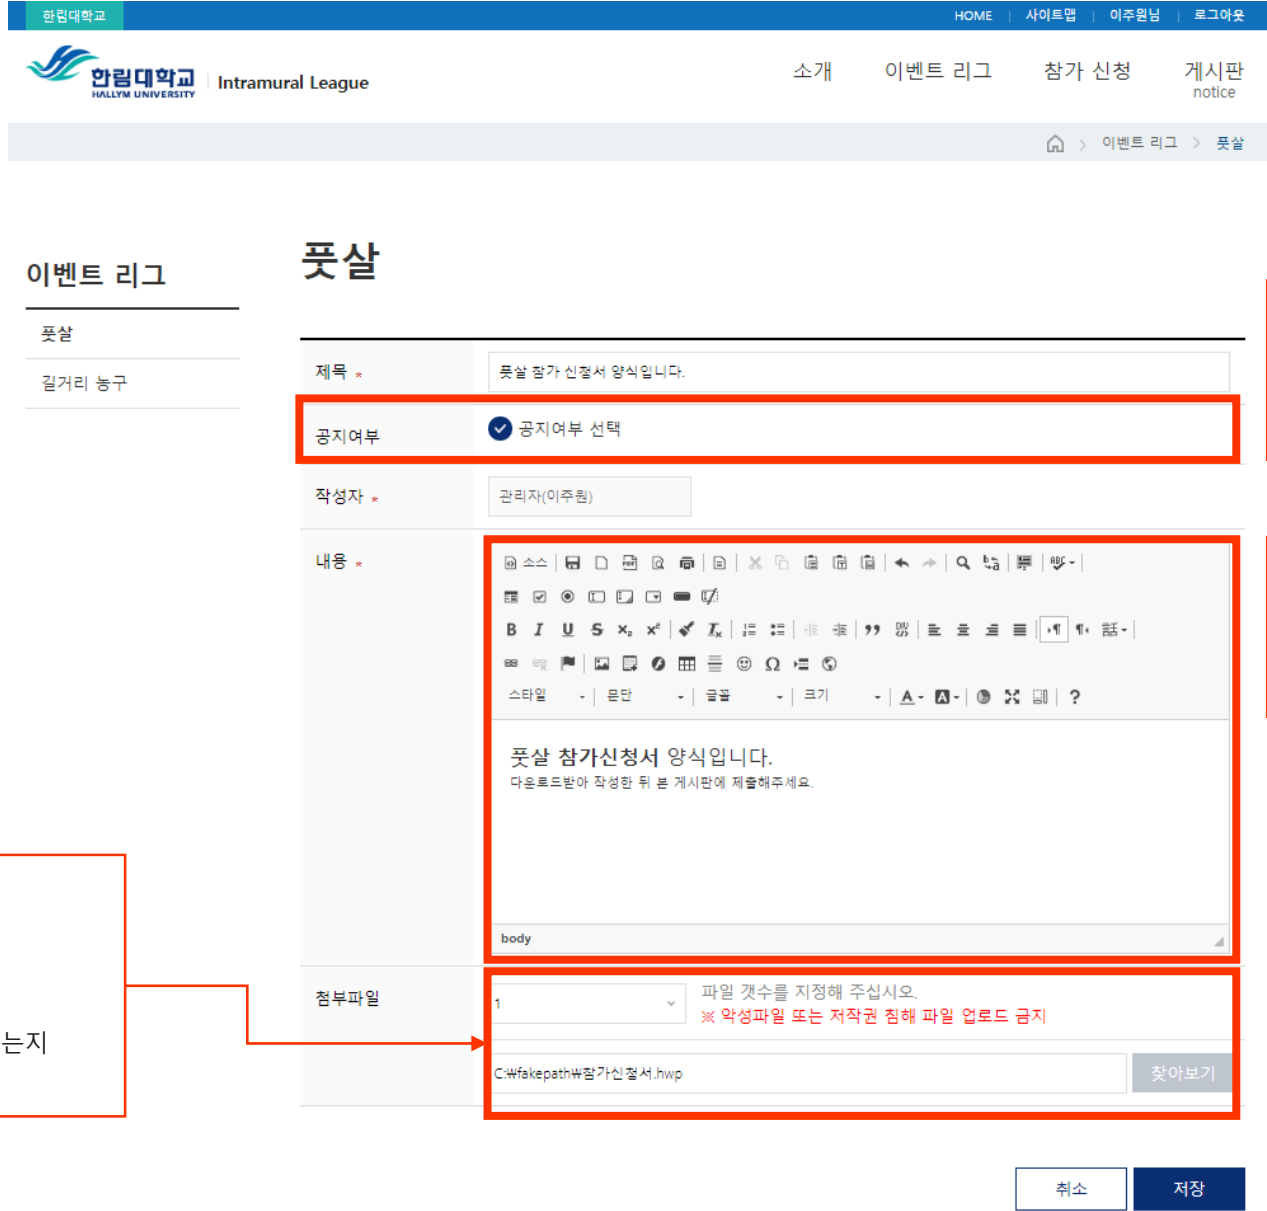 한림대학교
HOME | 사이트맵 | 이주원님 | 로그아웃
한림대학교
HALLYM UNIVERSITY
Intramural League
소개 이벤트 리그 참가 신청 게시판
notice
이벤트 리그 > 풋살
이벤트 리그
풋살
길거리 농구
풋살
제목 *
풋살 참가 신청서 양식입니다.
공지여부
공지여부 선택
작성자 *
관리자(이주원)
내용 *
소스
스타일 문단 글꼴 크기
풋살 참가신청서 양식입니다.
다운로드받아 작성한 뒤 본 게시판에 제출해주세요.
body
첨부파일
1
파일 갯수를 지정해 주십시오.
※ 악성파일 또는 저작권 침해 파일 업로드 금지
C:₩fakepath₩참가신청서.hwp
찾아보기
는지
취소
저장